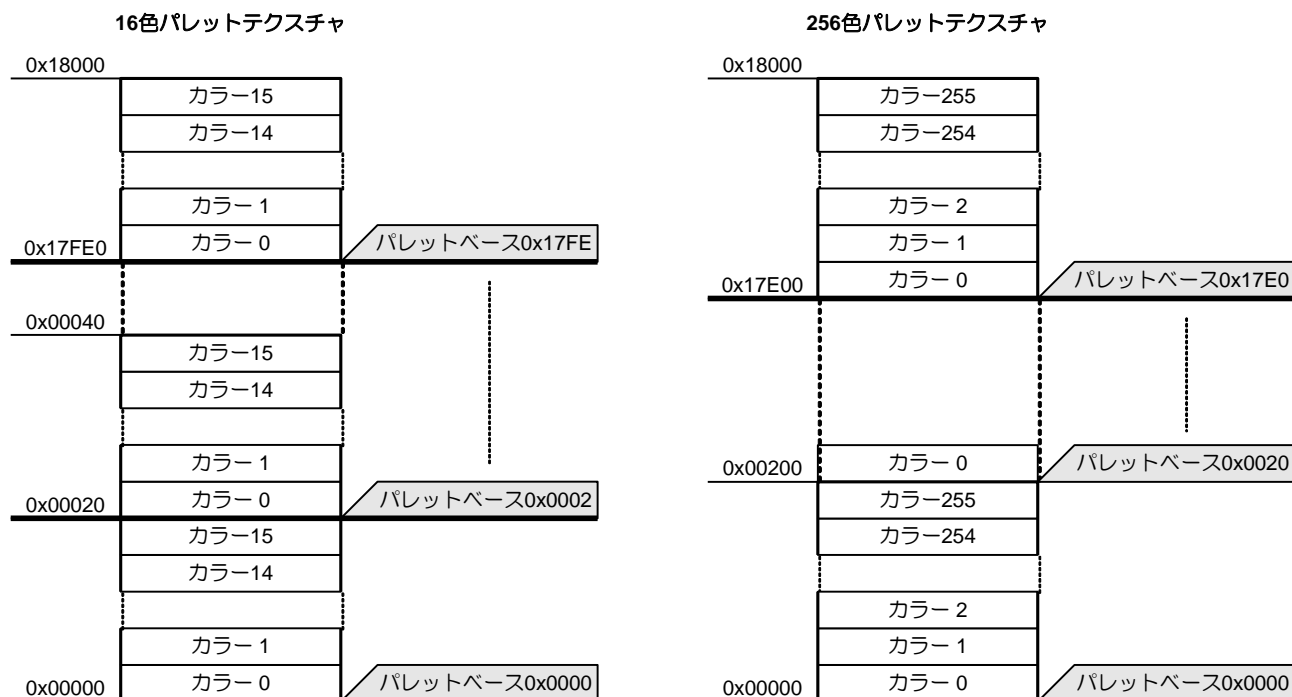 16色パレットテクスチャ
0x18000
カラー15
カラー14
カラー 1
カラー 0
0x17FE0
パレットベース0x17FE
0x00040
カラー15
カラー14
カラー 1
カラー 0
0x00020
パレットベース0x0002
カラー15
カラー14
カラー 1
カラー 0
0x00000
パレットベース0x0000
256色パレットテクスチャ
0x18000
カラー255
カラー254
カラー 2
カラー 1
カラー 0
0x17E00
パレットベース0x17E0
カラー 0
0x00200
パレットベース0x0020
カラー255
カラー254
カラー 2
カラー 1
カラー 0
0x00000
パレットベース0x0000